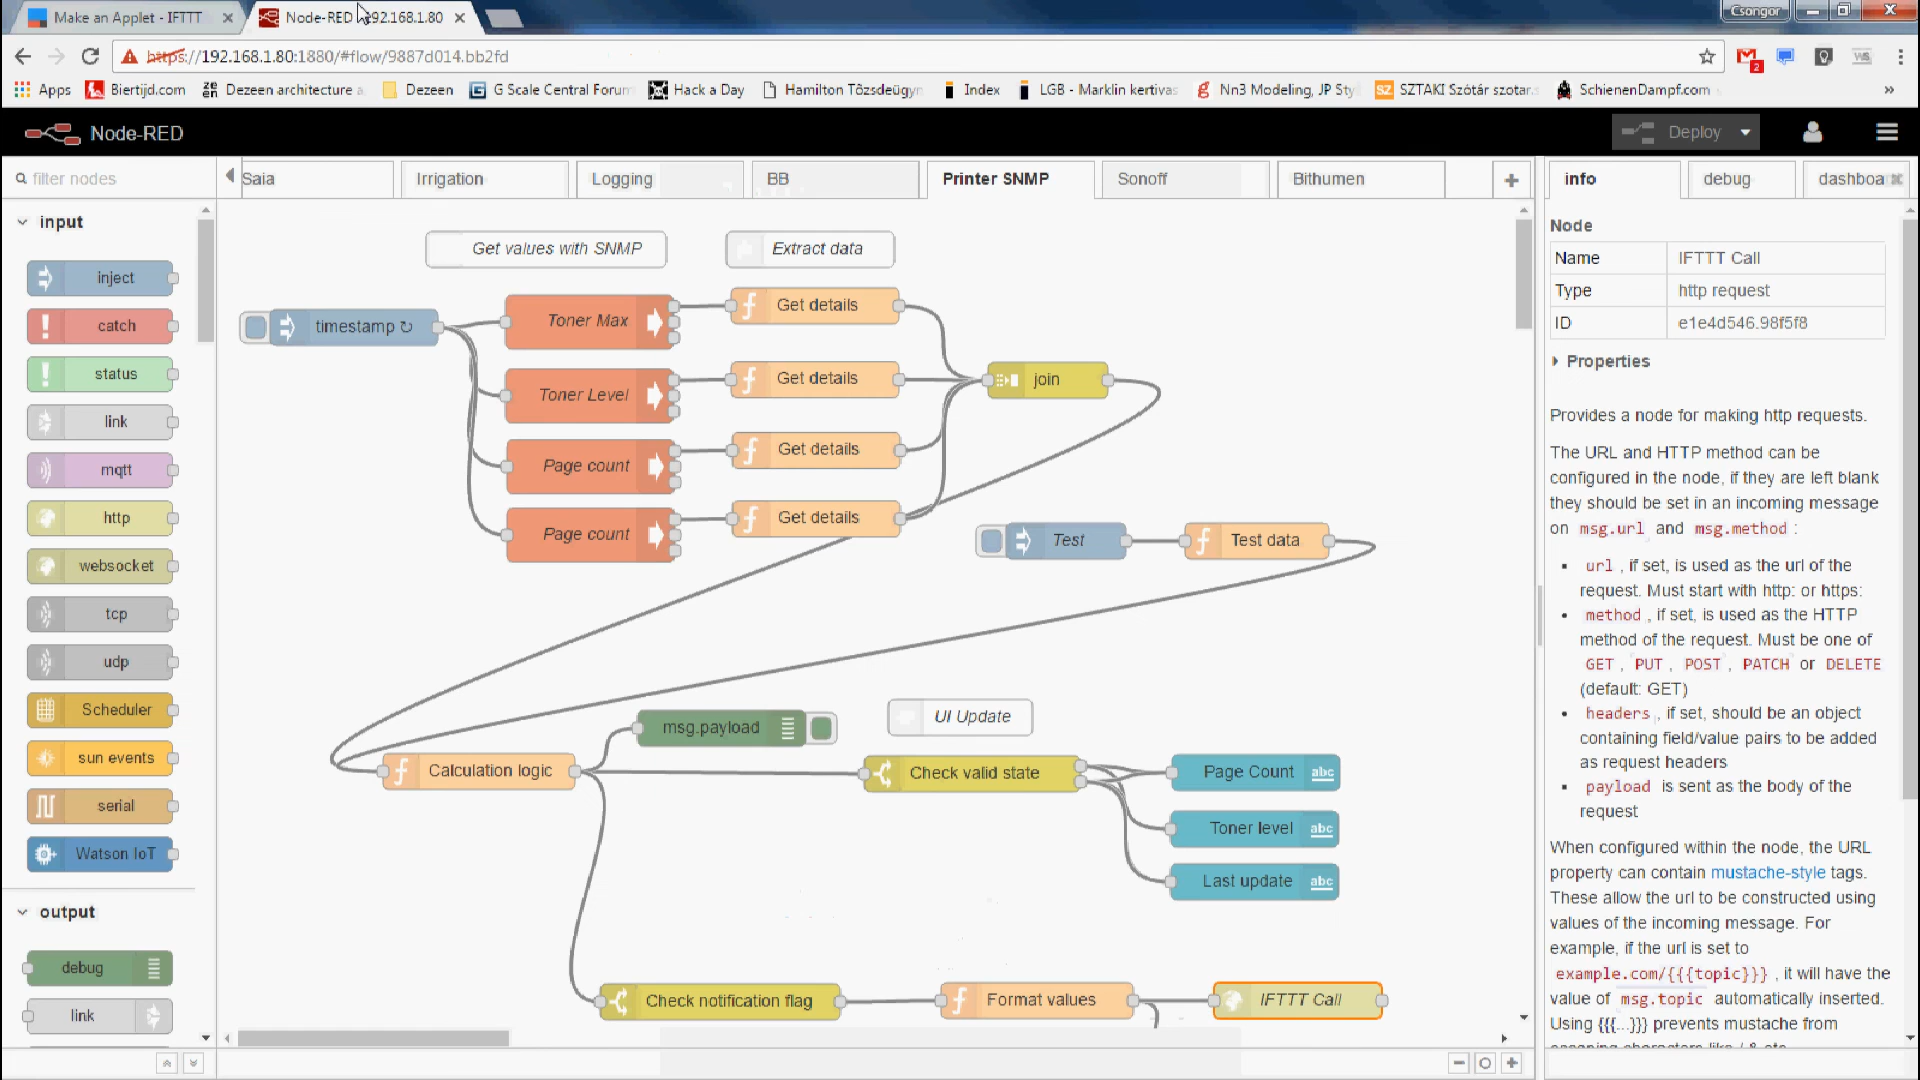 Make an Applet - IFTTT
Node-RED : 192.168.1.80
Csongor
https://192.168.1.80:1880/#flow/9887d014.bb2fd
2
Apps
Biertijd.com
Dezeen architecture a
Dezeen
G Scale Central Forum
Hack a Day
Hamilton Tőzsdeügyn
Index
LGB - Marklin kertivas
Nn3 Modeling, JP Sty
SZ SZTAKI Szótár szotar.
SchienenDampf.com
»
Node-RED
Deploy
filter nodes
Saia
Irrigation
Logging
BB
Printer SNMP
Sonoff
Bithumen
info
debug
dashboa
input
inject
catch
status
link
mqtt
http
websocket
tcp
udp
Scheduler
sun events
serial
Watson IoT
output
debug
link
Get values with SNMP
Extract data
timestamp ↻
Toner Max
Get details
Toner Level
Get details
join
Page count
Get details
Page count
Get details
Test
Test data
msg.payload
UI Update
Calculation logic
Check valid state
Page Count abc
Toner level abc
Last update abc
Check notification flag
Format values
IFTTT Call
Node
Name IFTTT Call
Type http request
ID e1e4d546.98f5f8
Properties
Provides a node for making http requests.
The URL and HTTP method can be
configured in the node, if they are left blank
they should be set in an incoming message
on msg.url and msg.method :
url , if set, is used as the url of the
request. Must start with http: or https:
method , if set, is used as the HTTP
method of the request. Must be one of
GET , PUT , POST , PATCH or DELETE
(default: GET)
headers , if set, should be an object
containing field/value pairs to be added
as request headers
payload is sent as the body of the
request
When configured within the node, the URL
property can contain mustache-style tags.
These allow the url to be constructed using
values of the incoming message. For
example, if the url is set to
example.com/{{{topic}}} , it will have the
value of msg.topic automatically inserted.
Using {{{...}}} prevents mustache from
escaping characters like / & etc.